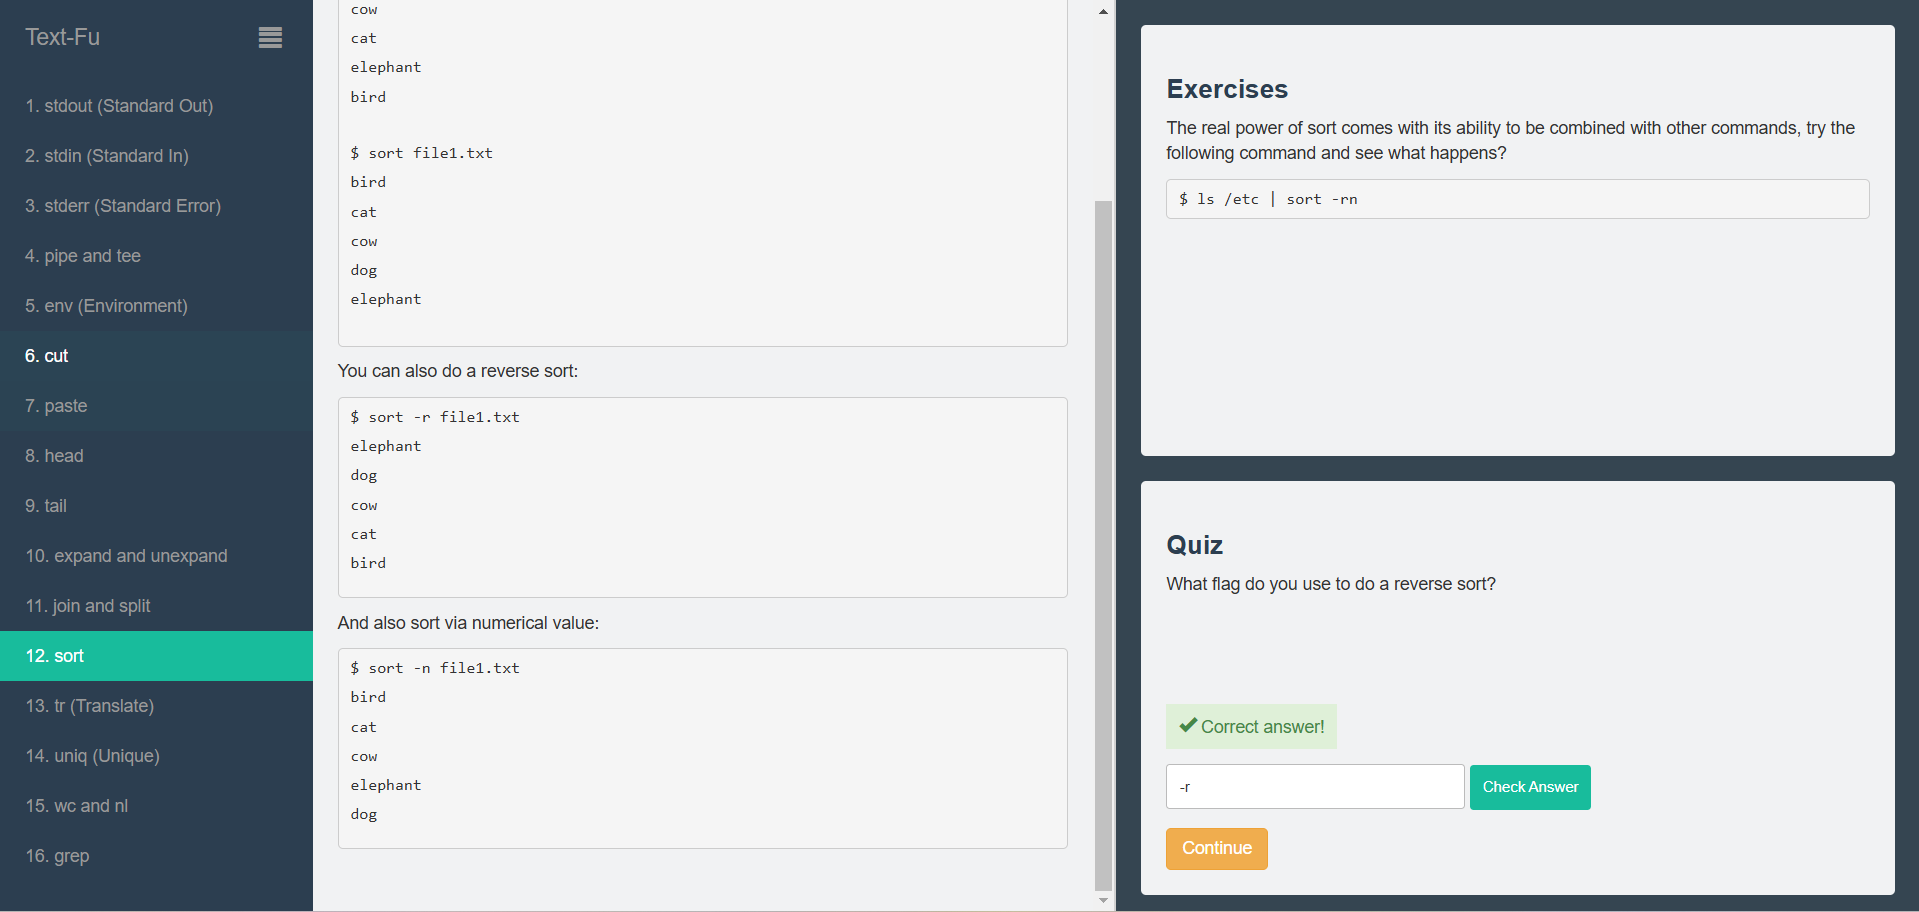 Text-Fu
1. stdout (Standard Out)
2. stdin (Standard In)
3. stderr (Standard Error)
4. pipe and tee
5. env (Environment)
6. cut
7. paste
8. head
9. tail
10. expand and unexpand
11. join and split
12. sort
13. tr (Translate)
14. uniq (Unique)
15. wc and nl
16. grep
cow
cat
elephant
bird
$ sort file1.txt
bird
cat
cow
dog
elephant
You can also do a reverse sort:
$ sort -r file1.txt
elephant
dog
cow
cat
bird
And also sort via numerical value:
$ sort -n file1.txt
bird
cat
cow
elephant
dog
Exercises
The real power of sort comes with its ability to be combined with other commands, try the
following command and see what happens?
$ ls /etc | sort -rn
Quiz
What flag do you use to do a reverse sort?
Correct answer!
-r
Check Answer
Continue